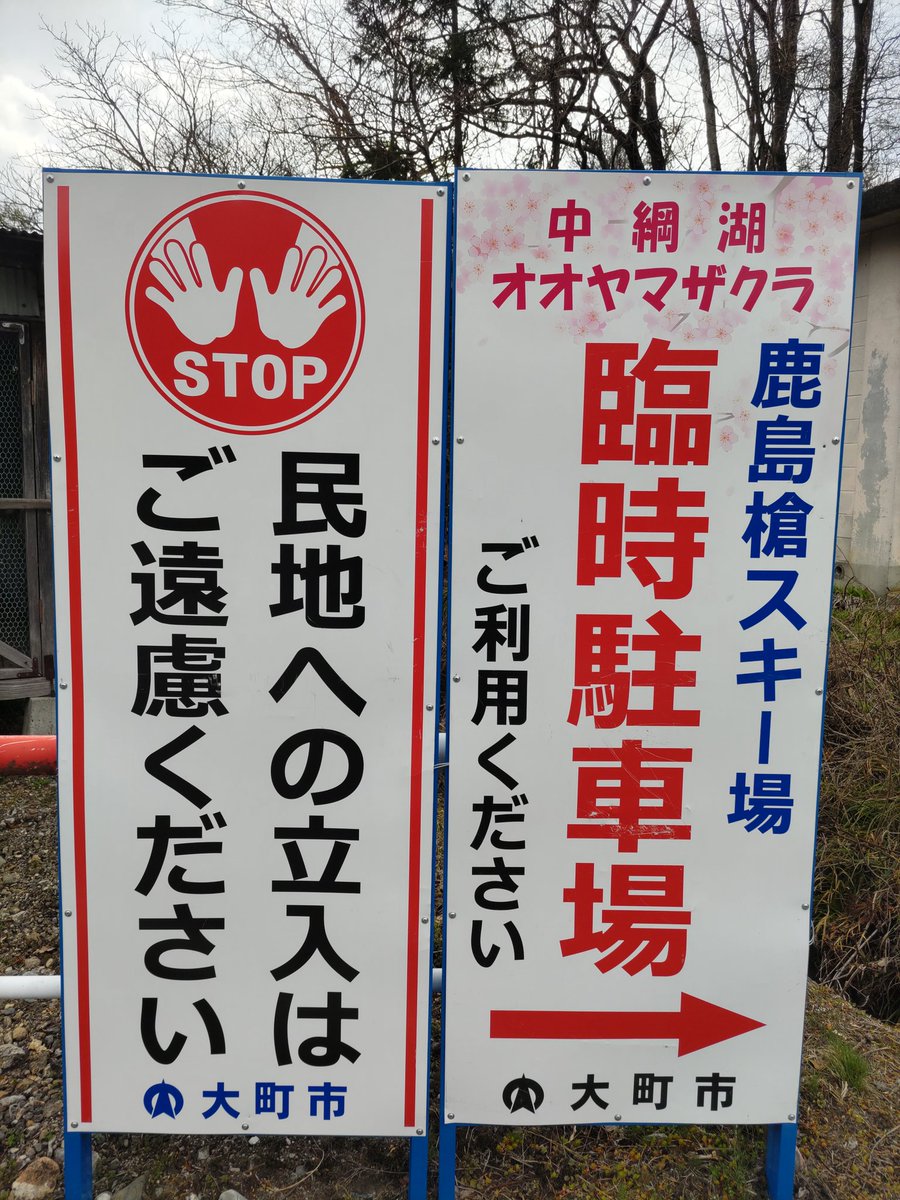 STOP
民地への立入は
ご遠慮ください
大町市
中綱湖
オオヤマザクラ
鹿島槍スキー場
臨時駐車場
ご利用ください
大町市